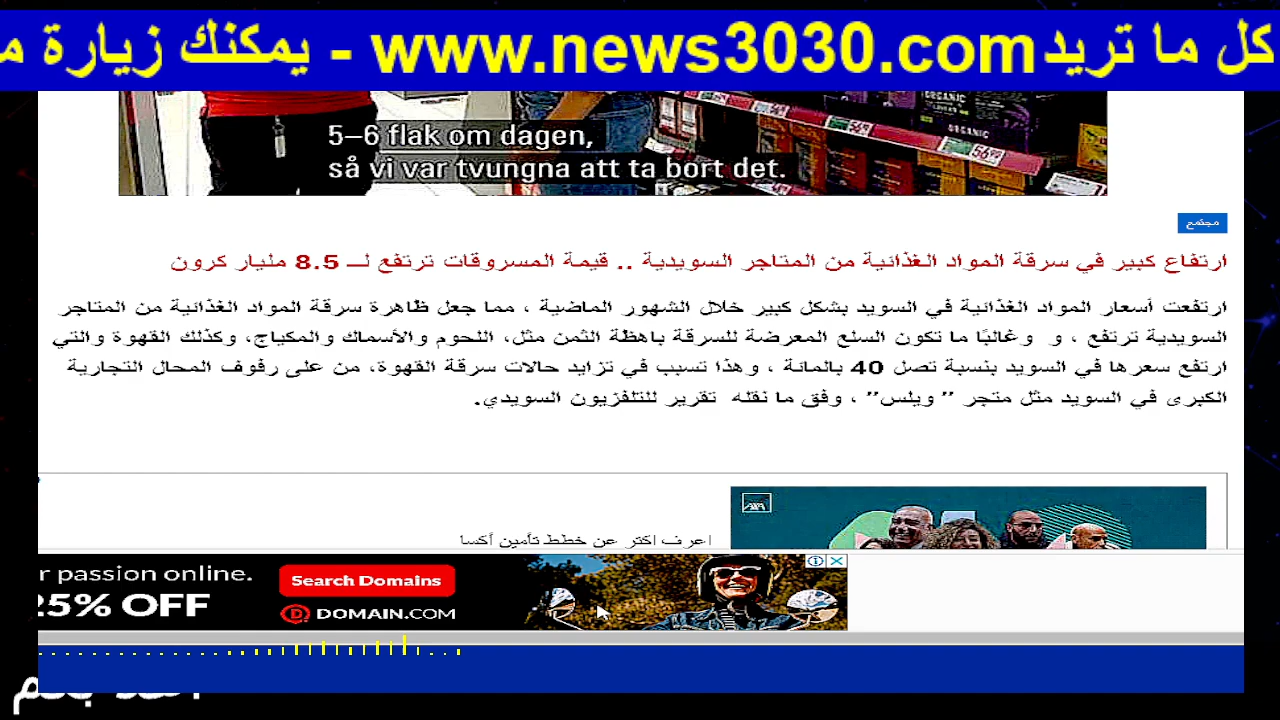 كل ما تريد www.news3030.com - يمكنك زيارة
ORGANIC
ORGANIC
5–6 flak om dagen,
så vi var tvungna att ta bort det.
مجتمع
ارتفاع كبير في سرقة المواد الغذائية من المتاجر السويدية .. قيمة المسروقات ترتفع لــ 8.5 مليار كرون
ارتفعت أسعار المواد الغذائية في السويد بشكل كبير خلال الشهور الماضية ، مما جعل ظاهرة سرقة المواد الغذائية من المتاجر
السويدية ترتفع ، و وغالبًا ما تكون السلع المعرضة للسرقة باهظة الثمن مثل، اللحوم والأسماك والمكياج، وكذلك القهوة والتي
ارتفع سعرها في السويد بنسبة تصل 40 بالمائة ، وهذا تسبب في تزايد حالات سرقة القهوة، من على رفوف المحال التجارية
الكبرى في السويد مثل متجر ” ويلس” ، وفق ما نقله تقرير للتلفزيون السويدي.
AXA
اعرف اكثر عن خطط تأمين أكسا
r passion online.
25% OFF
Search Domains
DOMAIN.COM